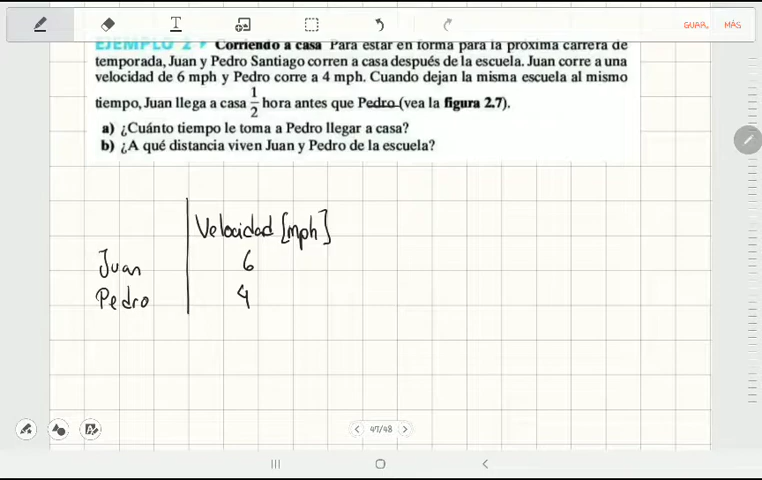 GUAR. MÁS
EJEMPLO 2 Corriendo a casa Para estar en forma para la próxima carrera de
temporada, Juan y Pedro Santiago corren a casa después de la escuela. Juan corre a una
velocidad de 6 mph y Pedro corre a 4 mph. Cuando dejan la misma escuela al mismo
tiempo, Juan llega a casa 1/2 hora antes que Pedro (vea la figura 2.7).
a) ¿Cuánto tiempo le toma a Pedro llegar a casa?
b) ¿A qué distancia viven Juan y Pedro de la escuela?
Velocidad [mph]
Juan 6
Pedro 4
47/48